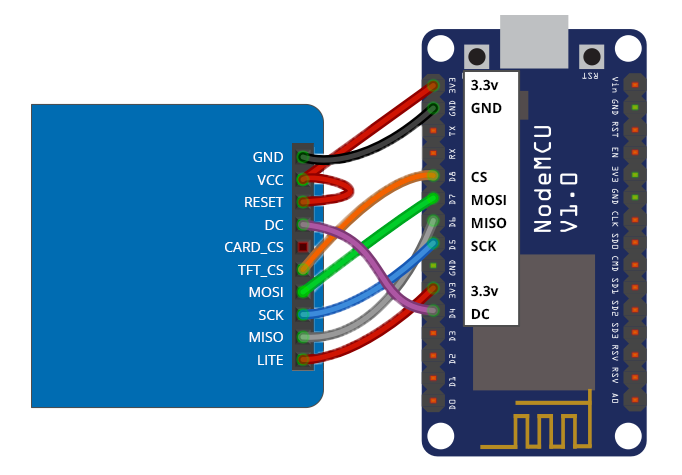 GND
VCC
RESET
DC
CARD_CS
TFT_CS
MOSI
SCK
MISO
LITE
3V3
GND
TX
RX
D8
D7
D6
D5
GND
3V3
D4
D3
D2
D1
D0
3.3v
GND
CS
MOSI
MISO
SCK
3.3v
DC
NodeMCU
V1.0
Vin
GND
RST
EN
3V3
GND
CLK
SD0
CMD
SD1
SD2
SD3
RSV
RSV
A0